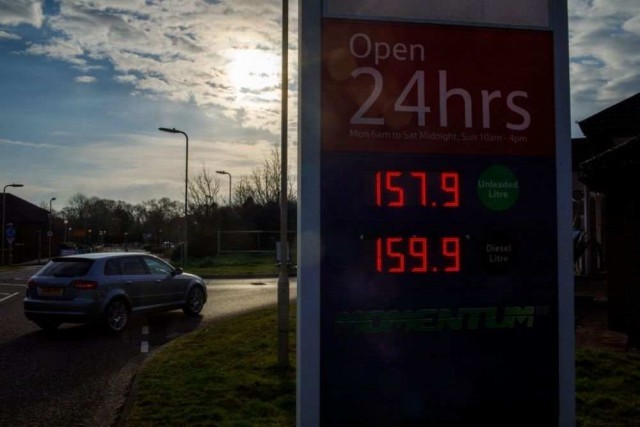 Open
24hrs
Mon 6am to Sat Midnight, Sun 10am - 4pm
157.9 Unleaded
Litre
159.9 Diesel
Litre
MOMENTUM